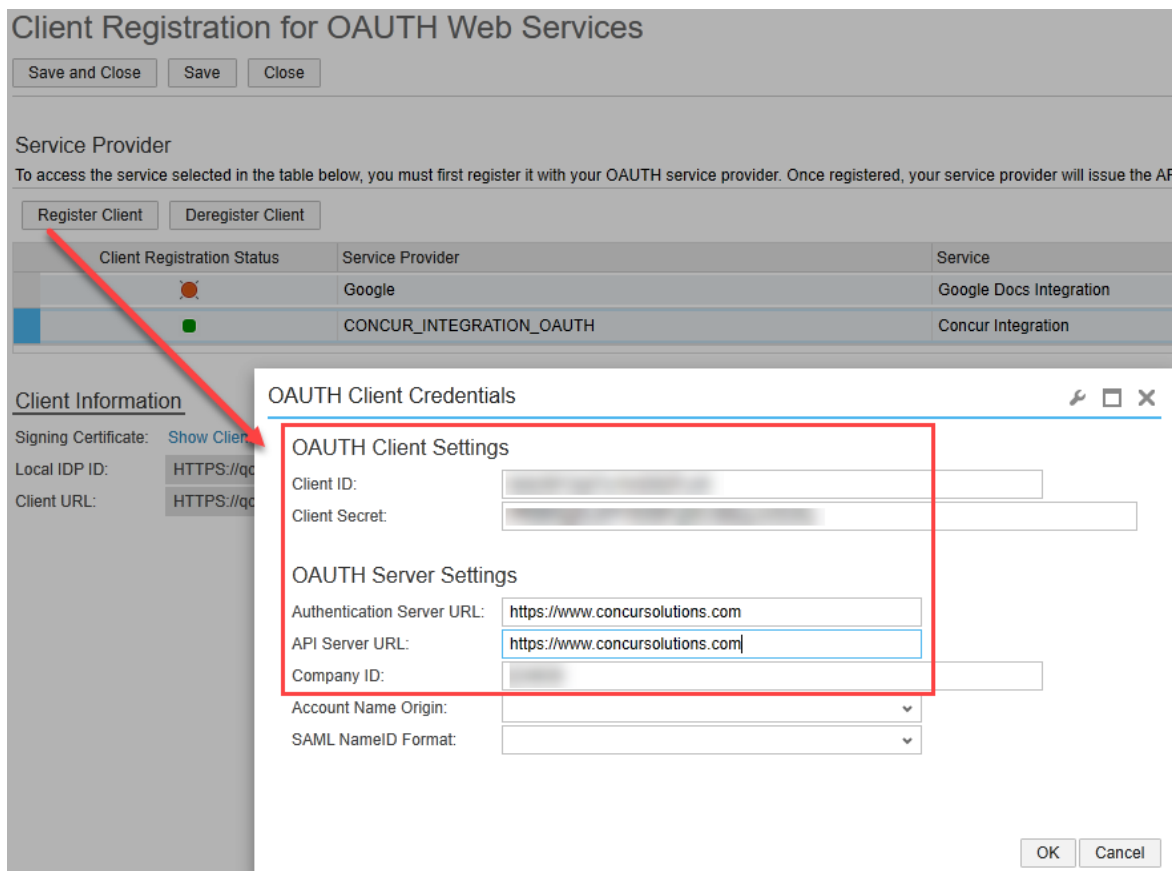 Client Registration for OAUTH Web Services
Save and Close Save Close
Service Provider
To access the service selected in the table below, you must first register it with your OAUTH service provider. Once registered, your service provider will issue the
Register Client Deregister Client
Client Registration Status Service Provider Service
Google Google Docs Integration
CONCUR_INTEGRATION_OAUTH Concur Integration
Client Information
Signing Certificate: Show
Local IDP ID: HTTPS://
Client URL: HTTPS://
OAUTH Client Credentials
OAUTH Client Settings
Client ID:
Client Secret:
OAUTH Server Settings
Authentication Server URL: https://www.concursolutions.com
API Server URL: https://www.concursolutions.com
Company ID:
Account Name Origin:
SAML NameID Format:
OK Cancel